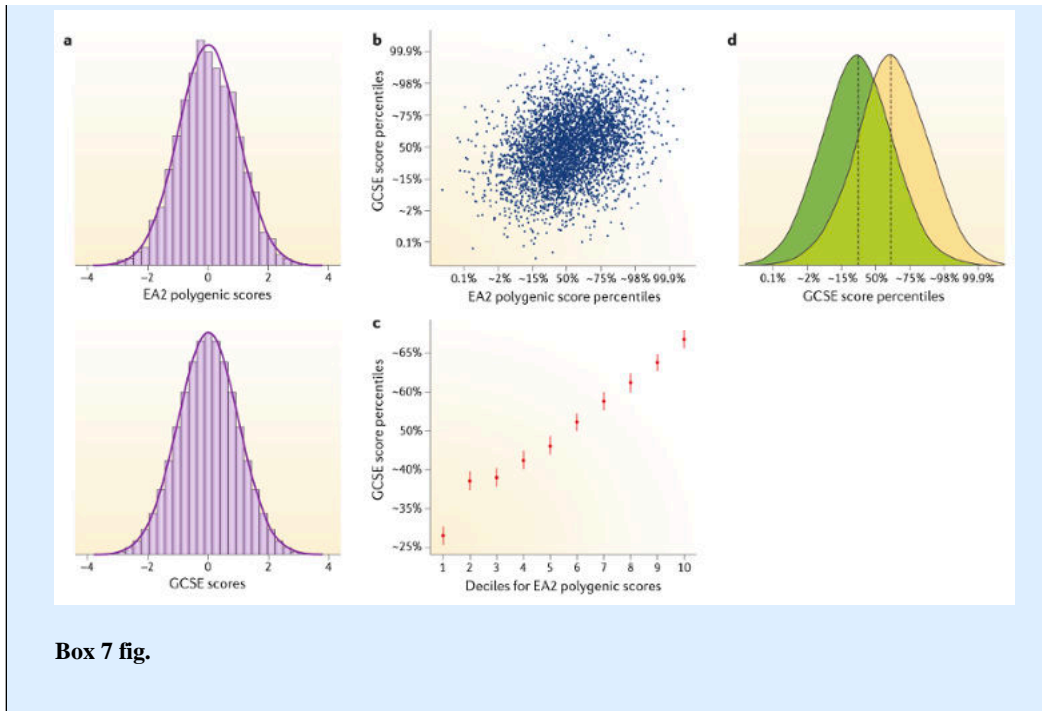 a
−4 −2 0 2 4
EA2 polygenic scores
−4 −2 0 2 4
GCSE scores
b
99.9%
~98%
~75%
50%
~15%
~2%
0.1%
GCSE score percentiles
0.1% ~2% ~15% 50% ~75% ~98% 99.9%
EA2 polygenic score percentiles
c
~65%
~60%
50%
~40%
~35%
~25%
GCSE score percentiles
1 2 3 4 5 6 7 8 9 10
Deciles for EA2 polygenic scores
d
0.1% ~2% ~15% 50% ~75% ~98% 99.9%
GCSE score percentiles
Box 7 fig.